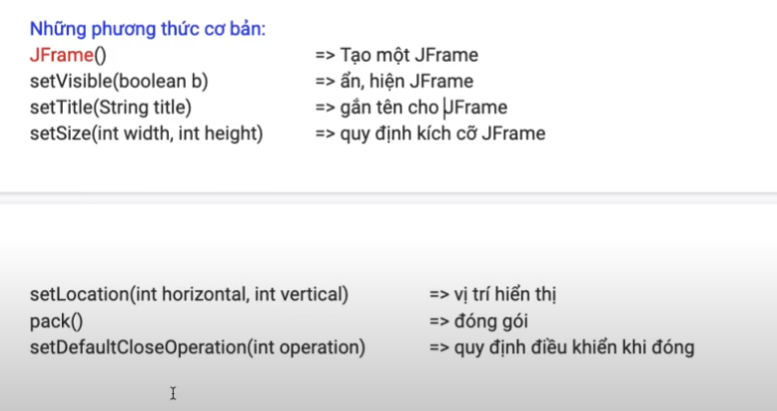 Những phương thức cơ bản:
JFrame() => Tạo một JFrame
setVisible(boolean b) => ẩn, hiện JFrame
setTitle(String title) => gắn tên cho JFrame
setSize(int width, int height) => quy định kích cỡ JFrame
setLocation(int horizontal, int vertical) => vị trí hiển thị
pack() => đóng gói
setDefaultCloseOperation(int operation) => quy định điều khiển khi đóng